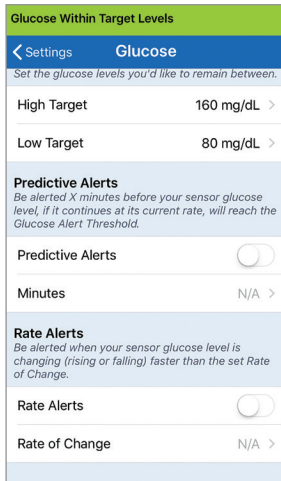 Glucose Within Target Levels
Settings Glucose
Set the glucose levels you'd like to remain between.
High Target 160 mg/dL
Low Target 80 mg/dL
Predictive Alerts
Be alerted X minutes before your sensor glucose
level, if it continues at its current rate, will reach the
Glucose Alert Threshold.
Predictive Alerts
Minutes N/A
Rate Alerts
Be alerted when your sensor glucose level is
changing (rising or falling) faster than the set Rate
of Change.
Rate Alerts
Rate of Change N/A